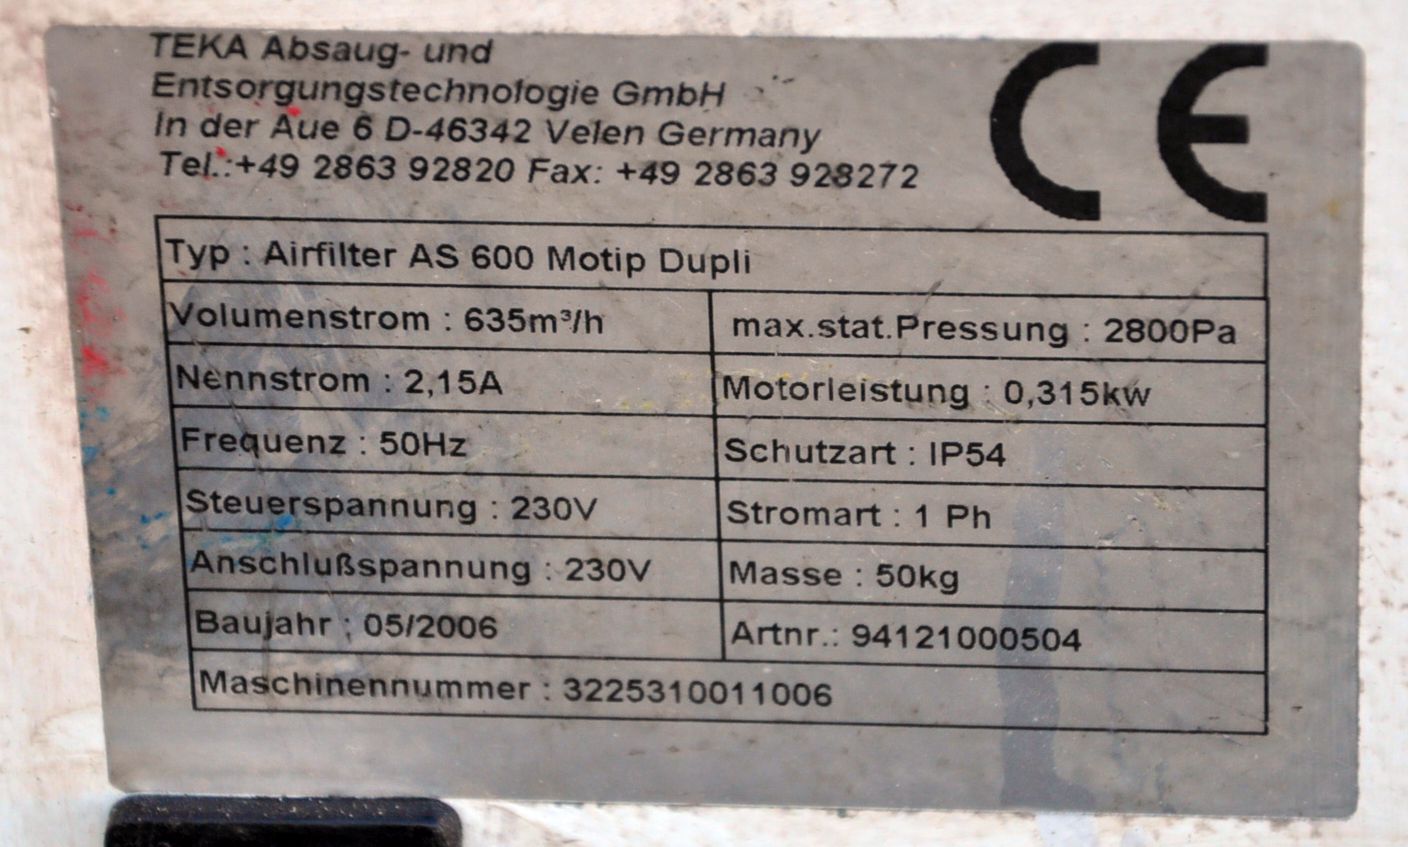 TEKA Absaug- und
Entsorgungstechnologie GmbH
In der Aue 6 D-46342 Velen Germany
Tel.:+49 2863 92820 Fax: +49 2863 928272
CE
Typ : Airfilter AS 600 Motip Dupli
Volumenstrom : 635m³/h
max.stat.Pressung : 2800Pa
Nennstrom : 2,15A
Motorleistung : 0,315kw
Frequenz : 50Hz
Schutzart : IP54
Steuerspannung : 230V
Stromart : 1 Ph
Anschlußspannung : 230V
Masse : 50kg
Baujahr : 05/2006
Artnr.: 94121000504
Maschinennummer : 3225310011006